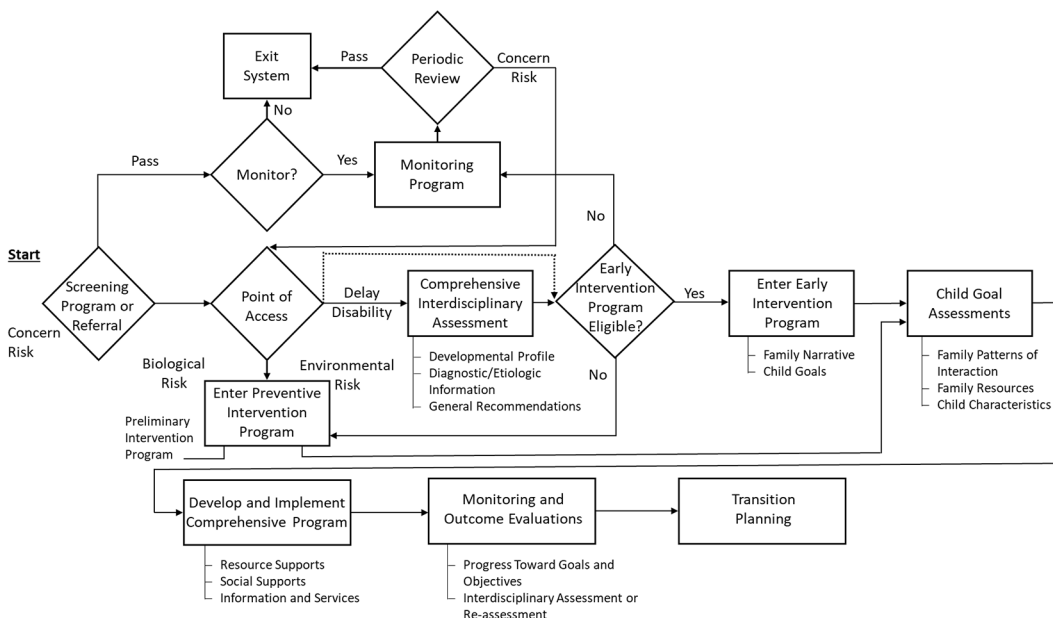 Exit
System
Pass
Periodic
Review
Concern
Risk
No
Pass
Monitor?
Yes
Monitoring
Program
No
Start
Screening
Program or
Referral
Concern
Risk
Point of
Access
Delay
Disability
Comprehensive
Interdisciplinary
Assessment
Developmental Profile
Diagnostic/Etiologic
Information
General Recommendations
Early
Intervention
Program
Eligible?
Yes
No
Enter Early
Intervention
Program
Family Narrative
Child Goals
Child Goal
Assessments
Family Patterns of
Interaction
Family Resources
Child Characteristics
Biological
Risk
Environmental
Risk
Enter Preventive
Intervention
Program
Preliminary
Intervention
Program
Develop and Implement
Comprehensive Program
Resource Supports
Social Supports
Information and Services
Monitoring and
Outcome Evaluations
Progress Toward Goals and
Objectives
Interdisciplinary Assessment or
Re-assessment
Transition
Planning